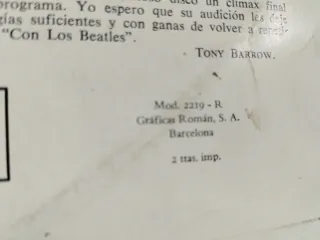 programa. Yo espero que su audición les deje
gías suficientes y con ganas de volver a
“Con Los Beatles”.
TONY BARROW.
Mod. 2219 - R
Gráficas Román, S. A.
Barcelona
2 ttas. imp.